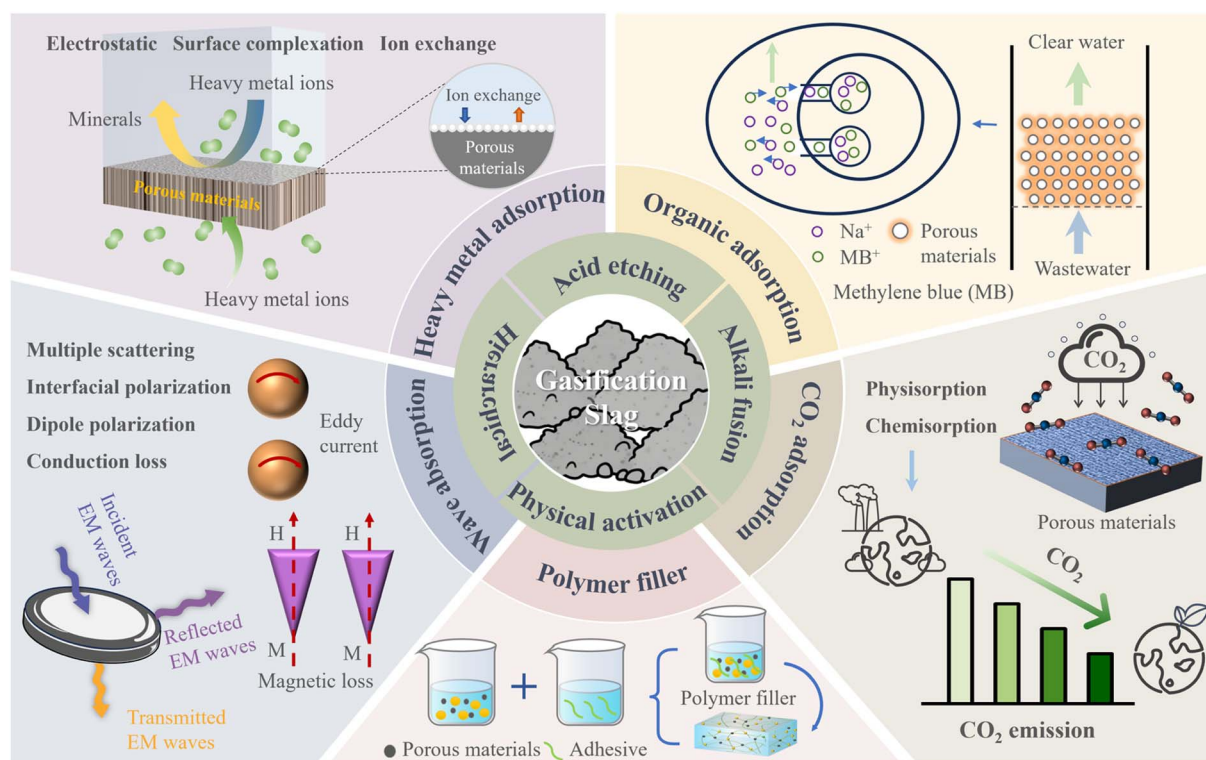 Electrostatic Surface complexation Ion exchange
Heavy metal ions
Minerals
Ion exchange
Porous
materials
Porous materials
Heavy metal ions
Clear water
Na⁺
MB⁺
Porous
materials
Methylene blue (MB)
Wastewater
Heavy metal adsorption
Organic adsorption
CO₂ adsorption
Polymer filler
Wave absorption
Acid etching
Alkali fusion
Physical activation
Hierarchical
Gasification
Slag
Multiple scattering
Interfacial polarization
Dipole polarization
Conduction loss
Eddy
current
Incident
EM waves
Reflected
EM waves
Transmitted
EM waves
H
H
M
M
Magnetic loss
Physisorption
Chemisorption
CO₂
Porous materials
CO₂
CO₂ emission
Polymer filler
Porous materials
Adhesive